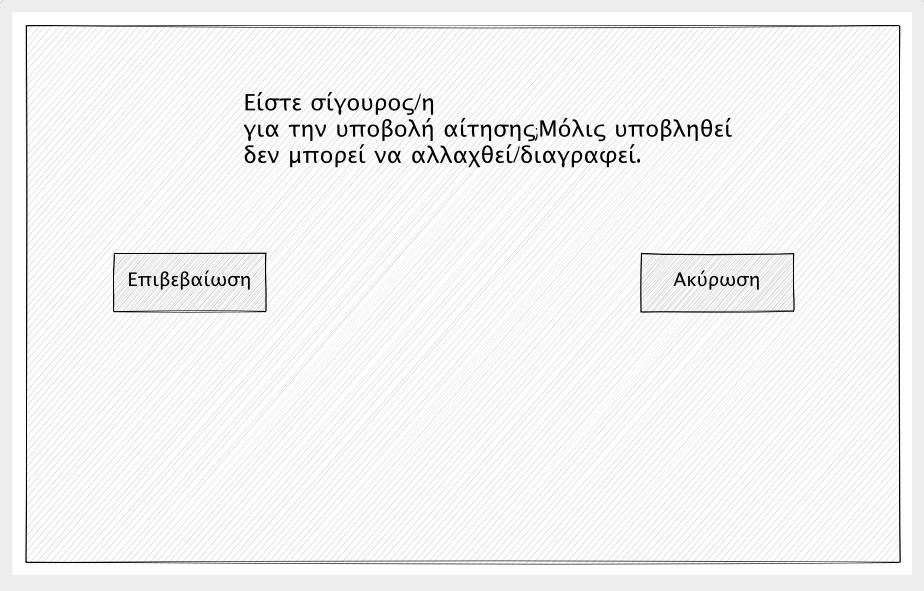 Είστε σίγουρος/η
για την υποβολή αίτησης;Μόλις υποβληθεί
δεν μπορεί να αλλαχθεί/διαγραφεί.
Επιβεβαίωση
Ακύρωση